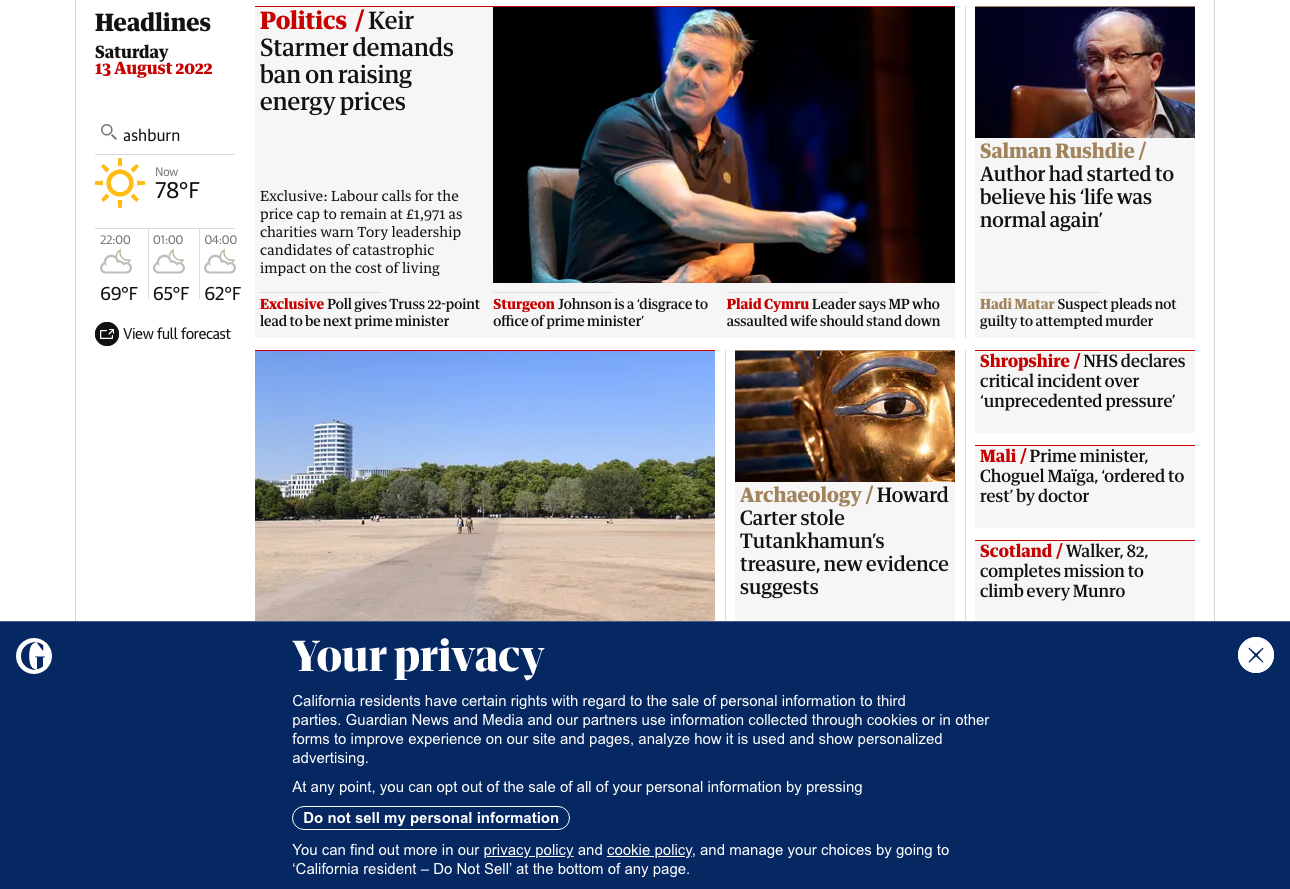 Headlines
Saturday
13 August 2022
ashburn
Now
78°F
22:00
01:00
04:00
69°F
65°F
62°F
View full forecast
Politics / Keir
Starmer demands
ban on raising
energy prices
Exclusive: Labour calls for the
price cap to remain at £1,971 as
charities warn Tory leadership
candidates of catastrophic
impact on the cost of living
Exclusive Poll gives Truss 22-point
lead to be next prime minister
Sturgeon Johnson is a ‘disgrace to
office of prime minister’
Plaid Cymru Leader says MP who
assaulted wife should stand down
Salman Rushdie /
Author had started to
believe his ‘life was
normal again’
Hadi Matar Suspect pleads not
guilty to attempted murder
Archaeology / Howard
Carter stole
Tutankhamun’s
treasure, new evidence
suggests
Shropshire / NHS declares
critical incident over
‘unprecedented pressure’
Mali / Prime minister,
Choguel Maïga, ‘ordered to
rest’ by doctor
Scotland / Walker, 82,
completes mission to
climb every Munro
Your privacy
California residents have certain rights with regard to the sale of personal information to third
parties. Guardian News and Media and our partners use information collected through cookies or in other
forms to improve experience on our site and pages, analyze how it is used and show personalized
advertising.
At any point, you can opt out of the sale of all of your personal information by pressing
Do not sell my personal information
You can find out more in our privacy policy and cookie policy, and manage your choices by going to
‘California resident – Do Not Sell’ at the bottom of any page.